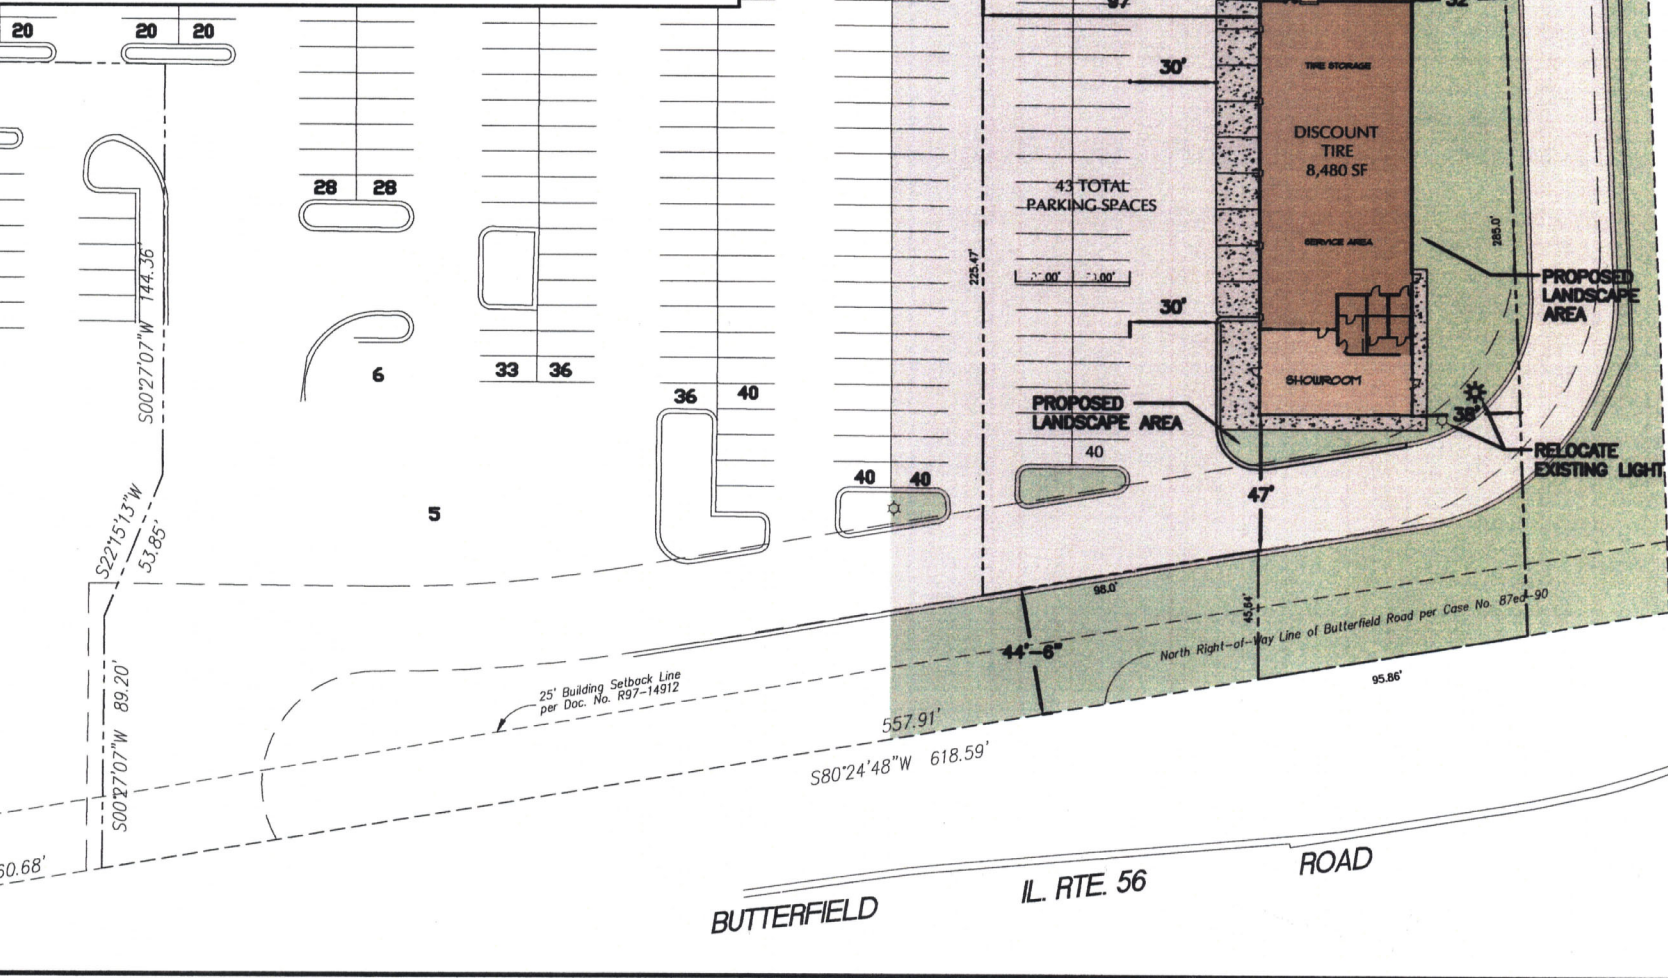 20
20 20
97'
32'
30'
TIRE STORAGE
DISCOUNT
TIRE
8,480 SF
28 28
43 TOTAL
PARKING SPACES
SERVICE AREA
285.0'
225.47'
S00°27'07"W 144.36'
PROPOSED
LANDSCAPE
AREA
30'
6
33 36
SHOWROOM
36 40
PROPOSED
LANDSCAPE AREA
38'
RELOCATE
EXISTING LIGHT
40
40 40
47'
5
S22°15'13"W
53.85'
98.0'
45.64'
North Right-of-Way Line of Butterfield Road per Case No. 87ed-90
44'-6"
25' Building Setback Line
per Doc. No. R97-14912
95.86'
S00°27'07"W 89.20'
557.91'
S80°24'48"W 618.59'
60.68'
BUTTERFIELD
IL. RTE. 56
ROAD